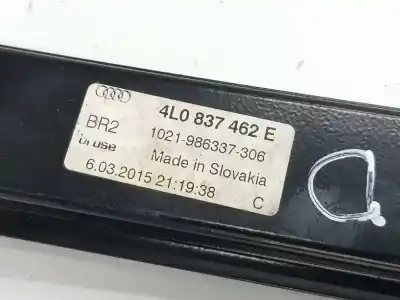 4L0 837 462 E
BR2
1021-986337-306
brose
Made in Slovakia
6.03.2015 21:19:38
C
D